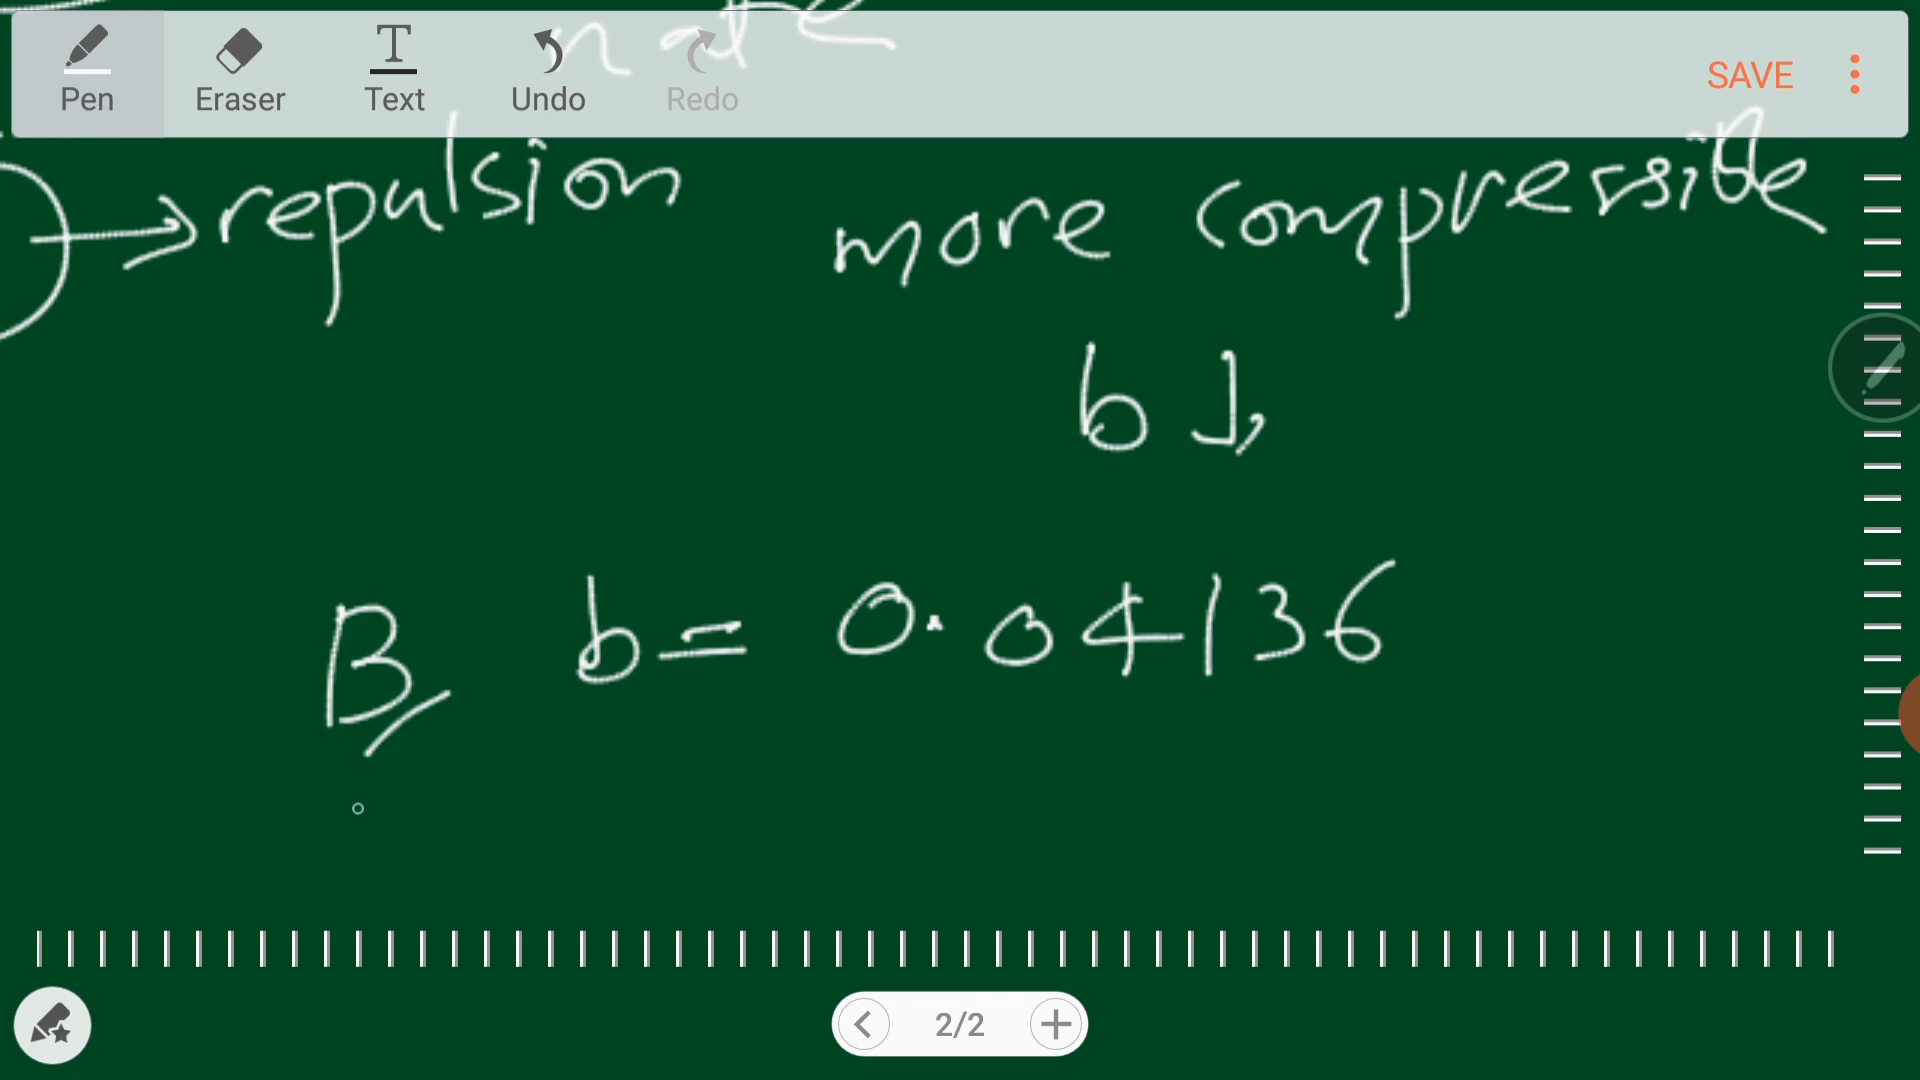 Pen Eraser Text Undo Redo SAVE
repulsion more compressible
b ↓,
B b = 0.04136
2/2